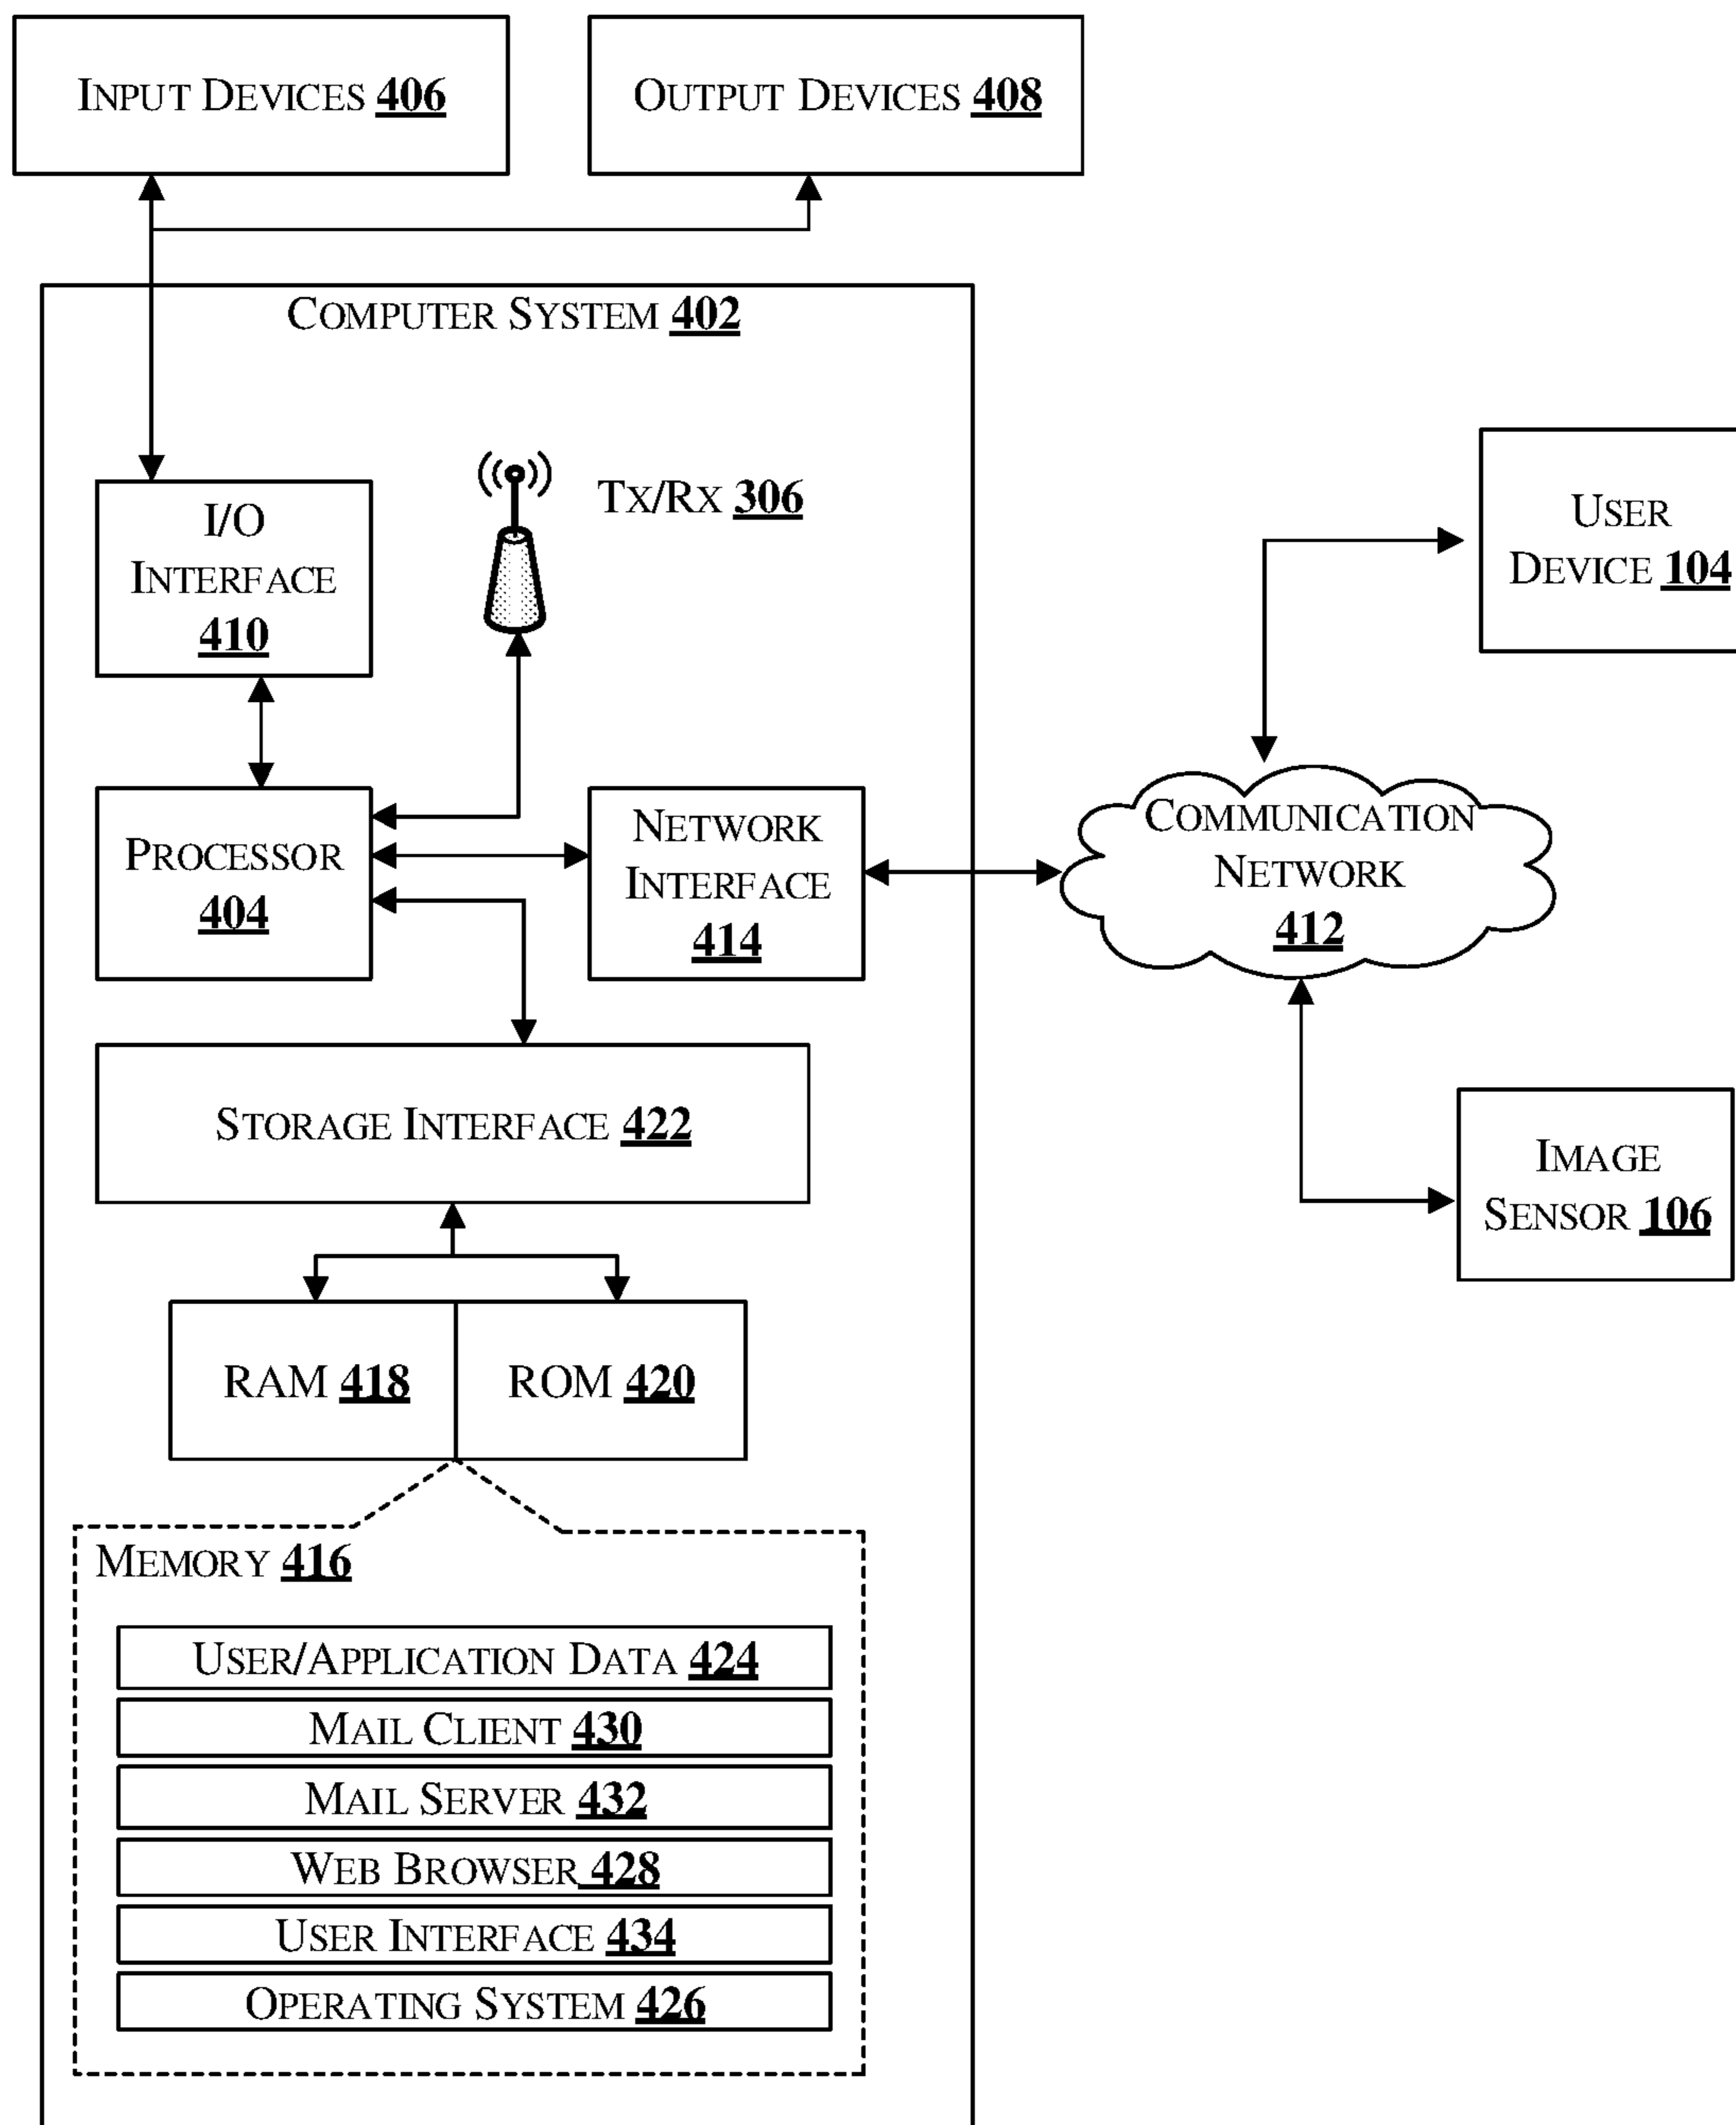 INPUT DEVICES 406
OUTPUT DEVICES 408
COMPUTER SYSTEM 402
I/O
INTERFACE
410
TX/RX 306
USER
DEVICE 104
PROCESSOR
404
NETWORK
INTERFACE
414
COMMUNICATION
NETWORK
412
STORAGE INTERFACE 422
IMAGE
SENSOR 106
RAM 418
ROM 420
MEMORY 416
USER/APPLICATION DATA 424
MAIL CLIENT 430
MAIL SERVER 432
WEB BROWSER 428
USER INTERFACE 434
OPERATING SYSTEM 426